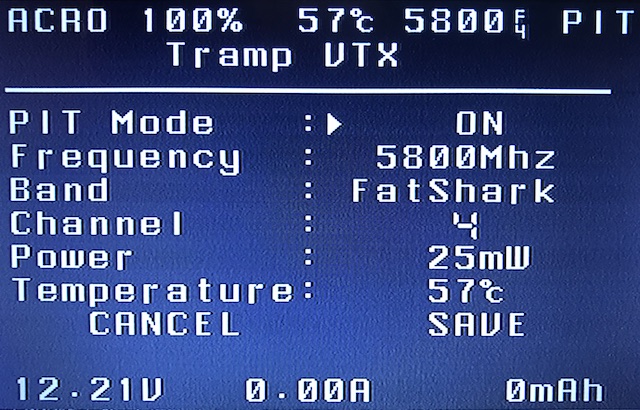 ACRO 100% 57℃ 5800 F4 PIT
Tramp VTX
PIT Mode :▶ ON
Frequency : 5800Mhz
Band : FatShark
Channel : 4
Power : 25mW
Temperature: 57℃
CANCEL SAVE
12.21V 0.00A 0mAh